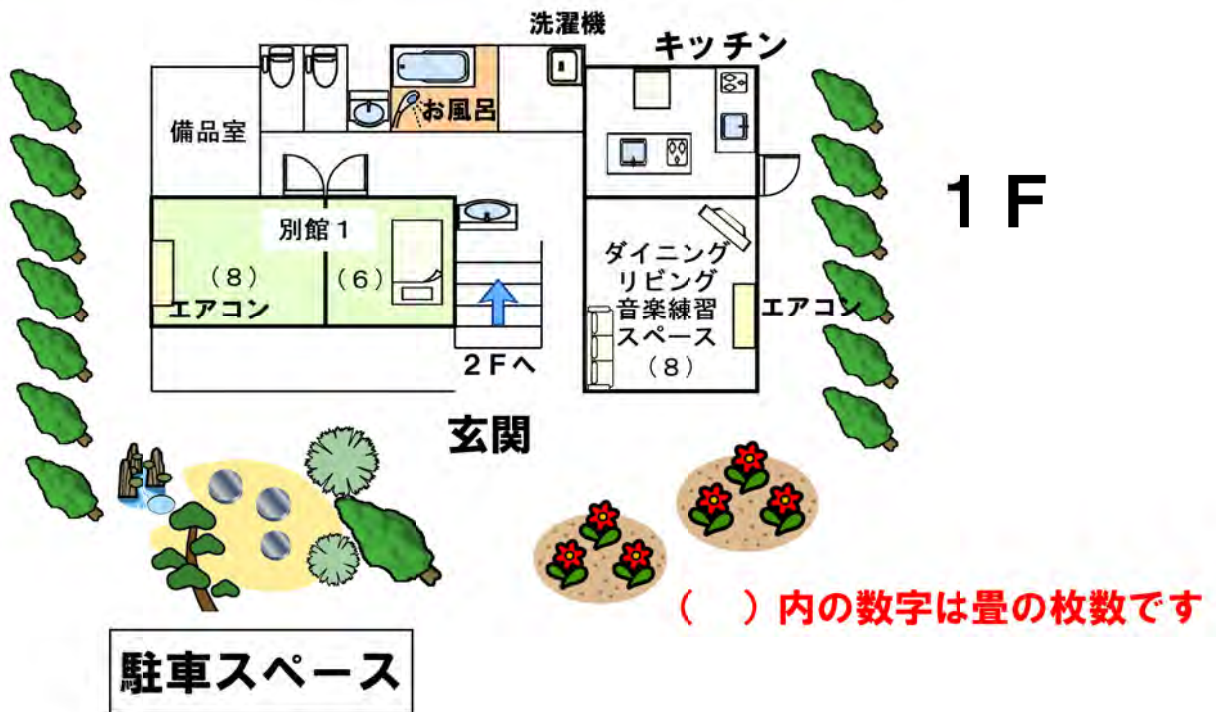 洗濯機
キッチン
お風呂
備品室
1F
別館1
(8)
(6)
エアコン
ダイニング
リビング
音楽練習
スペース
(8)
エアコン
2Fへ
玄関
( )内の数字は畳の枚数です
駐車スペース